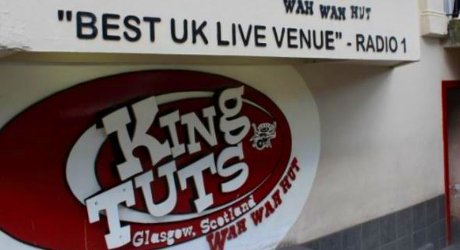 WAH WAH HUT
"BEST UK LIVE VENUE" - RADIO 1
KING
TUTS
Glasgow, Scotland
WAH WAH HUT